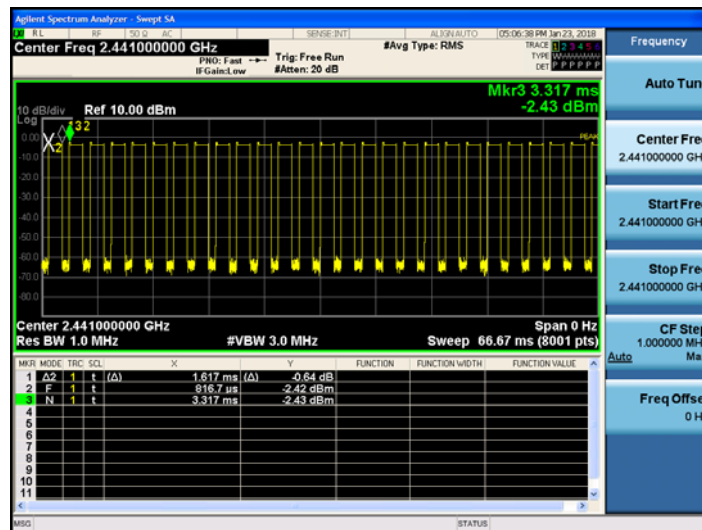 Agilent Spectrum Analyzer - Swept SA
RL RF 50 Ω AC SENSE:INT ALIGNAUTO 05:06:38 PM Jan 23, 2018
Center Freq 2.441000000 GHz #Avg Type: RMS TRACE 1 2 3 4 5 6
PNO: Fast Trig: Free Run TYPE
IFGain:Low #Atten: 20 dB DET P P P P P P
Mkr3 3.317 ms
-2.43 dBm
10 dB/div Ref 10.00 dBm
Log
0.00
-10.0
-20.0
-30.0
-40.0
-50.0
-60.0
-70.0
-80.0
X2 1 3 2
PEAK
Center 2.441000000 GHz Span 0 Hz
Res BW 1.0 MHz #VBW 3.0 MHz Sweep 66.67 ms (8001 pts)
MKR MODE TRC SCL X Y FUNCTION FUNCTION WIDTH FUNCTION VALUE
1 Δ2 1 t (Δ) 1.617 ms (Δ) -0.64 dB
2 F 1 t 816.7 µs -2.42 dBm
3 N 1 t 3.317 ms -2.43 dBm
4
5
6
7
8
9
10
11
MSG STATUS
Frequency
Auto Tun
Center Fre
2.441000000 GH
Start Fre
2.441000000 GH
Stop Fre
2.441000000 GH
CF Step
1.000000 MH
Auto Ma
Freq Offse
0 H